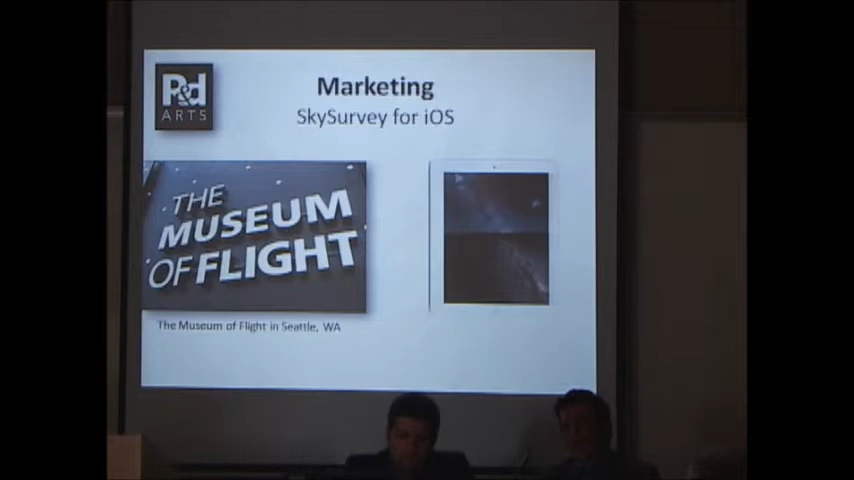 P&d
ARTS
Marketing
SkySurvey for iOS
THE
MUSEUM
OF FLIGHT
The Museum of Flight in Seattle, WA